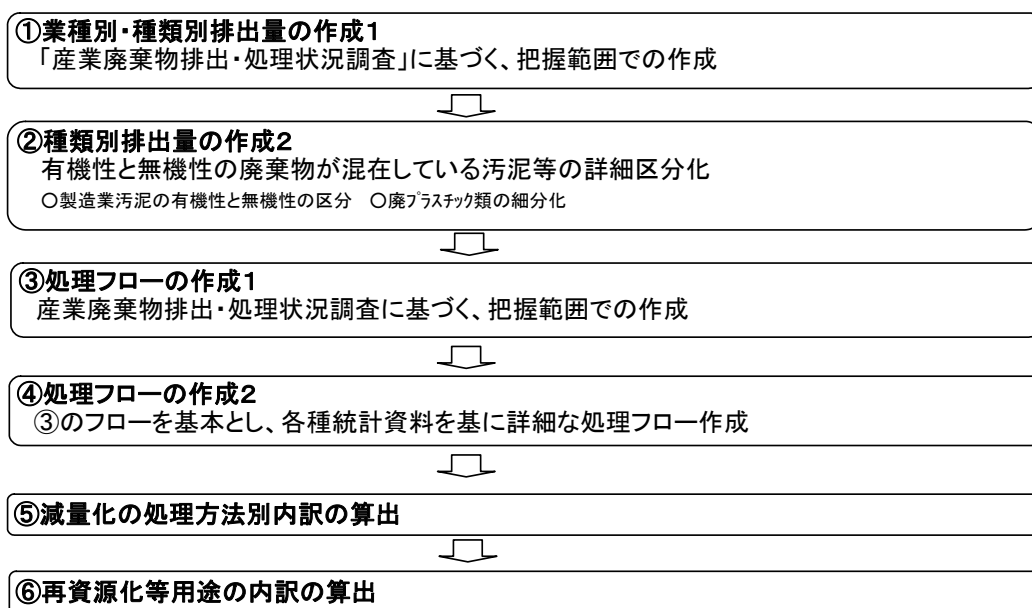 ①業種別・種類別排出量の作成1
「産業廃棄物排出・処理状況調査」に基づく、把握範囲での作成
②種類別排出量の作成2
有機性と無機性の廃棄物が混在している汚泥等の詳細区分化
○製造業汚泥の有機性と無機性の区分　○廃ﾌﾟﾗｽﾁｯｸ類の細分化
③処理フローの作成1
産業廃棄物排出・処理状況調査に基づく、把握範囲での作成
④処理フローの作成2
③のフローを基本とし、各種統計資料を基に詳細な処理フロー作成
⑤減量化の処理方法別内訳の算出
⑥再資源化等用途の内訳の算出